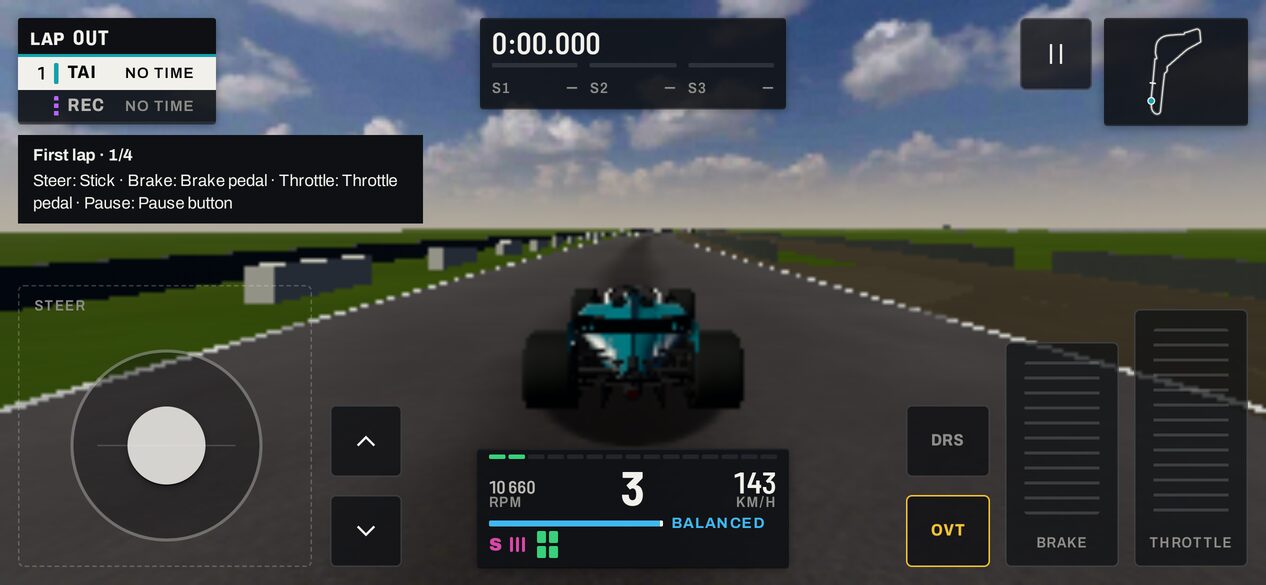 LAP OUT
1 TAI NO TIME
REC NO TIME
0:00.000
S1 – S2 – S3 –
First lap · 1/4
Steer: Stick · Brake: Brake pedal · Throttle: Throttle
pedal · Pause: Pause button
STEER
DRS
OVT
BRAKE
THROTTLE
10 660
RPM
3
143
KM/H
BALANCED
S